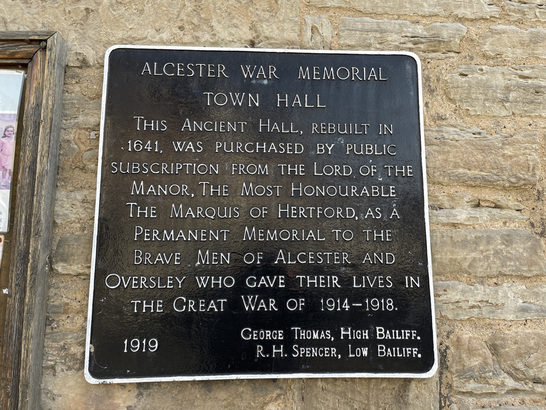 ALCESTER WAR MEMORIAL
TOWN HALL
THIS ANCIENT HALL, REBUILT IN
1641, WAS PURCHASED BY PUBLIC
SUBSCRIPTION FROM THE LORD OF THE
MANOR, THE MOST HONOURABLE
THE MARQUIS OF HERTFORD, AS A
PERMANENT MEMORIAL TO THE
BRAVE MEN OF ALCESTER AND
OVERSLEY WHO GAVE THEIR LIVES IN
THE GREAT WAR OF 1914-1918.
GEORGE THOMAS, HIGH BAILIFF.
1919 R. H. SPENCER, LOW BAILIFF.